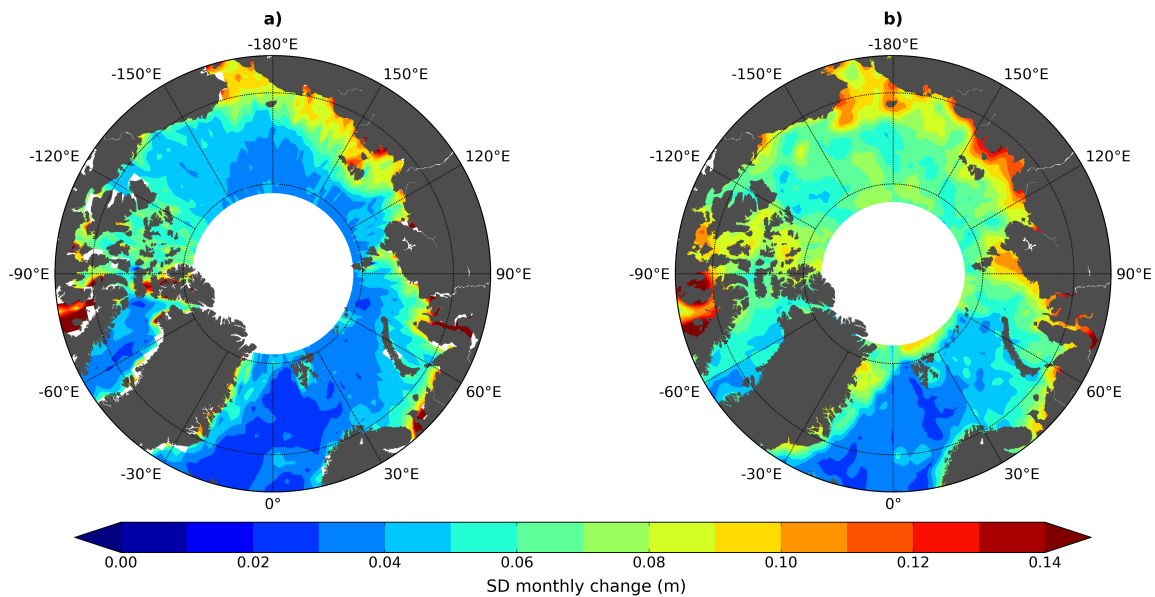 a) b)
-180°E -180°E
-150°E 150°E -150°E 150°E
-120°E 120°E -120°E 120°E
-90°E 90°E -90°E 90°E
-60°E 60°E -60°E 60°E
-30°E 30°E -30°E 30°E
0° 0°
0.00 0.02 0.04 0.06 0.08 0.10 0.12 0.14
SD monthly change (m)